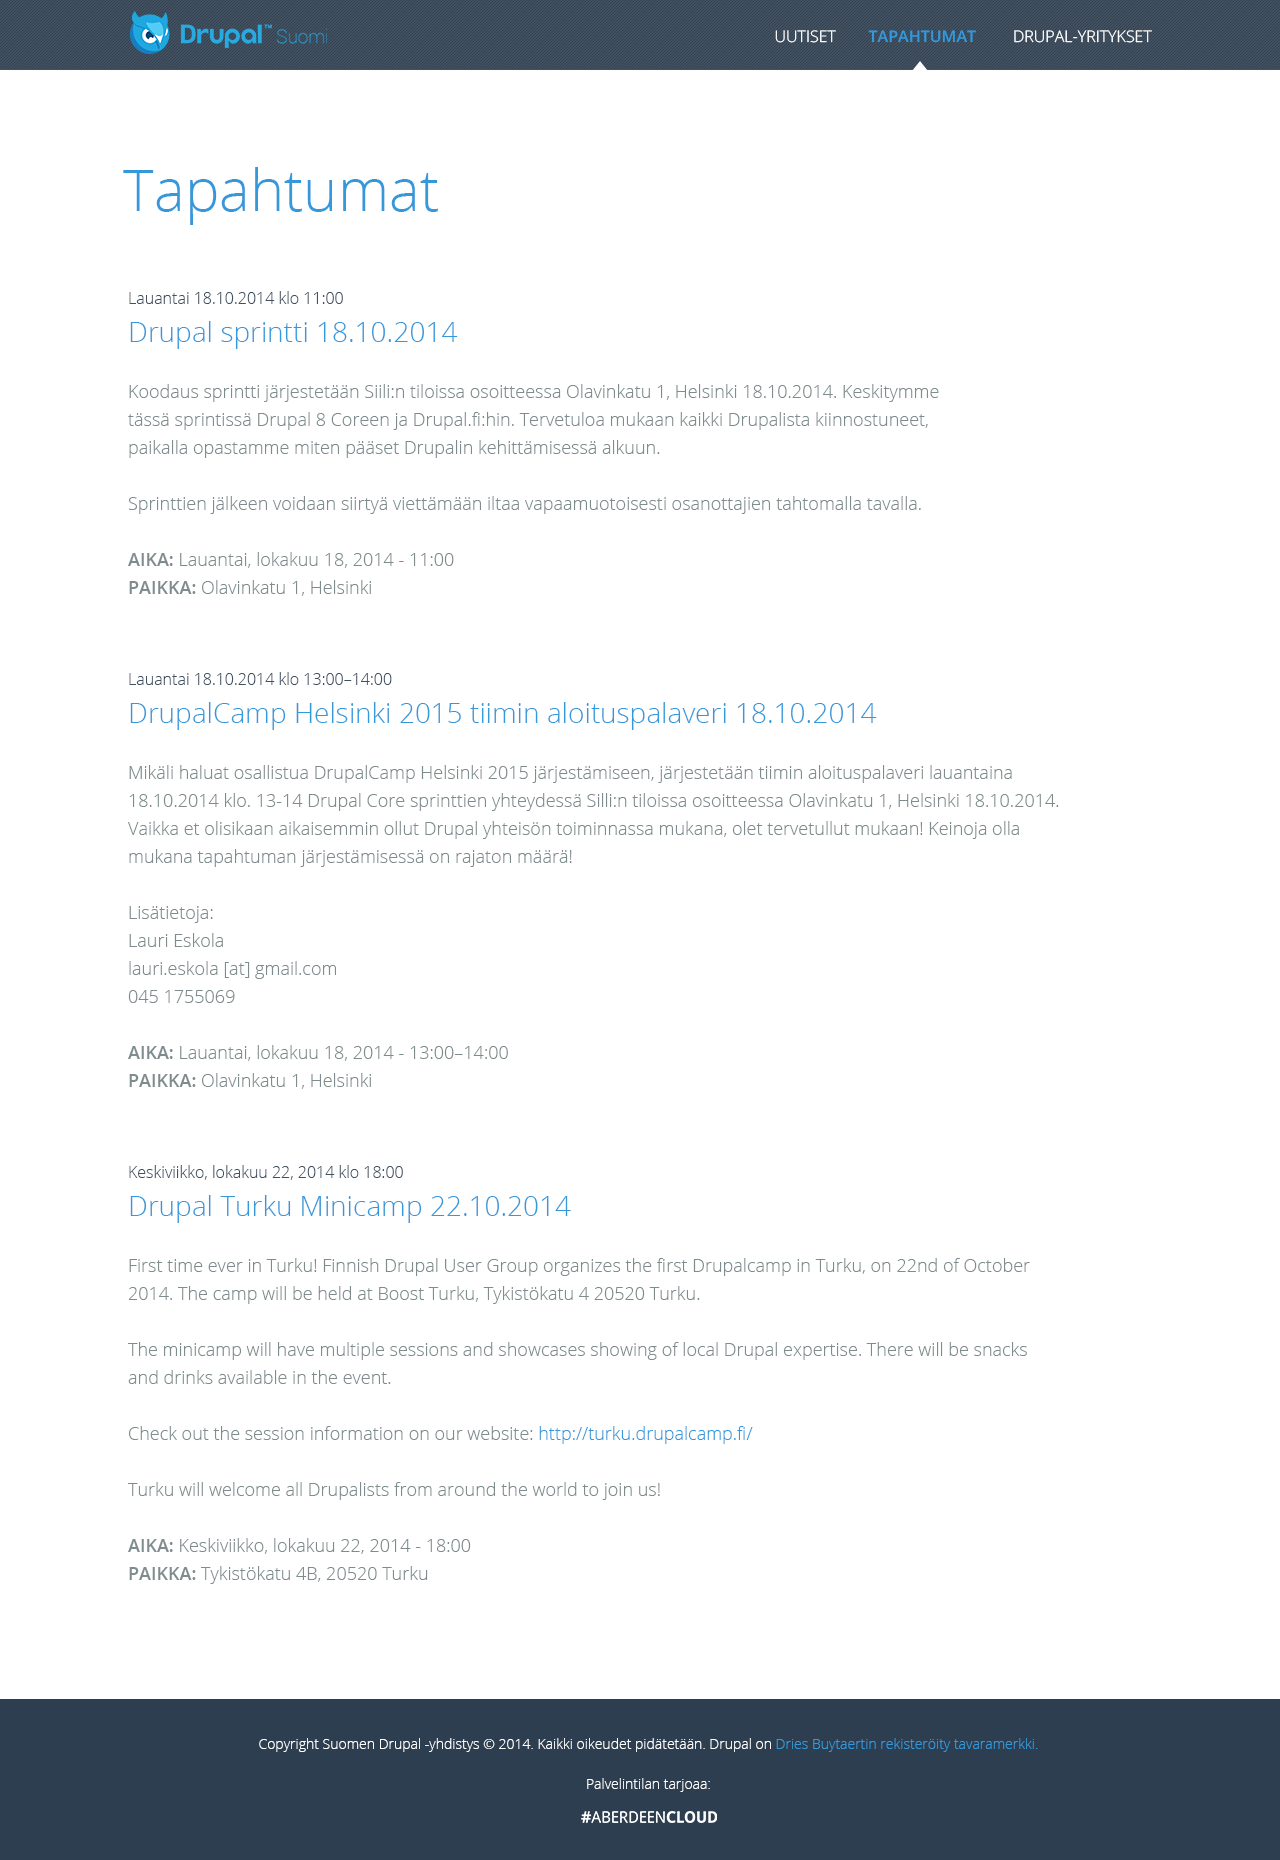 Drupal™ Suomi
UUTISET TAPAHTUMAT DRUPAL-YRITYKSET
Tapahtumat
Lauantai 18.10.2014 klo 11:00
Drupal sprintti 18.10.2014
Koodaus sprintti järjestetään Siili:n tiloissa osoitteessa Olavinkatu 1, Helsinki 18.10.2014. Keskitymme
tässä sprintissä Drupal 8 Coreen ja Drupal.fi:hin. Tervetuloa mukaan kaikki Drupalista kiinnostuneet,
paikalla opastamme miten pääset Drupalin kehittämisessä alkuun.
Sprinttien jälkeen voidaan siirtyä viettämään iltaa vapaamuotoisesti osanottajien tahtomalla tavalla.
AIKA: Lauantai, lokakuu 18, 2014 - 11:00
PAIKKA: Olavinkatu 1, Helsinki
Lauantai 18.10.2014 klo 13:00–14:00
DrupalCamp Helsinki 2015 tiimin aloituspalaveri 18.10.2014
Mikäli haluat osallistua DrupalCamp Helsinki 2015 järjestämiseen, järjestetään tiimin aloituspalaveri lauantaina
18.10.2014 klo. 13-14 Drupal Core sprinttien yhteydessä Silli:n tiloissa osoitteessa Olavinkatu 1, Helsinki 18.10.2014.
Vaikka et olisikaan aikaisemmin ollut Drupal yhteisön toiminnassa mukana, olet tervetullut mukaan! Keinoja olla
mukana tapahtuman järjestämisessä on rajaton määrä!
Lisätietoja:
Lauri Eskola
lauri.eskola [at] gmail.com
045 1755069
AIKA: Lauantai, lokakuu 18, 2014 - 13:00–14:00
PAIKKA: Olavinkatu 1, Helsinki
Keskiviikko, lokakuu 22, 2014 klo 18:00
Drupal Turku Minicamp 22.10.2014
First time ever in Turku! Finnish Drupal User Group organizes the first Drupalcamp in Turku, on 22nd of October
2014. The camp will be held at Boost Turku, Tykistökatu 4 20520 Turku.
The minicamp will have multiple sessions and showcases showing of local Drupal expertise. There will be snacks
and drinks available in the event.
Check out the session information on our website: http://turku.drupalcamp.fi/
Turku will welcome all Drupalists from around the world to join us!
AIKA: Keskiviikko, lokakuu 22, 2014 - 18:00
PAIKKA: Tykistökatu 4B, 20520 Turku
Copyright Suomen Drupal -yhdistys © 2014. Kaikki oikeudet pidätetään. Drupal on Dries Buytaertin rekisteröity tavaramerkki.
Palvelintilan tarjoaa:
#ABERDEENCLOUD